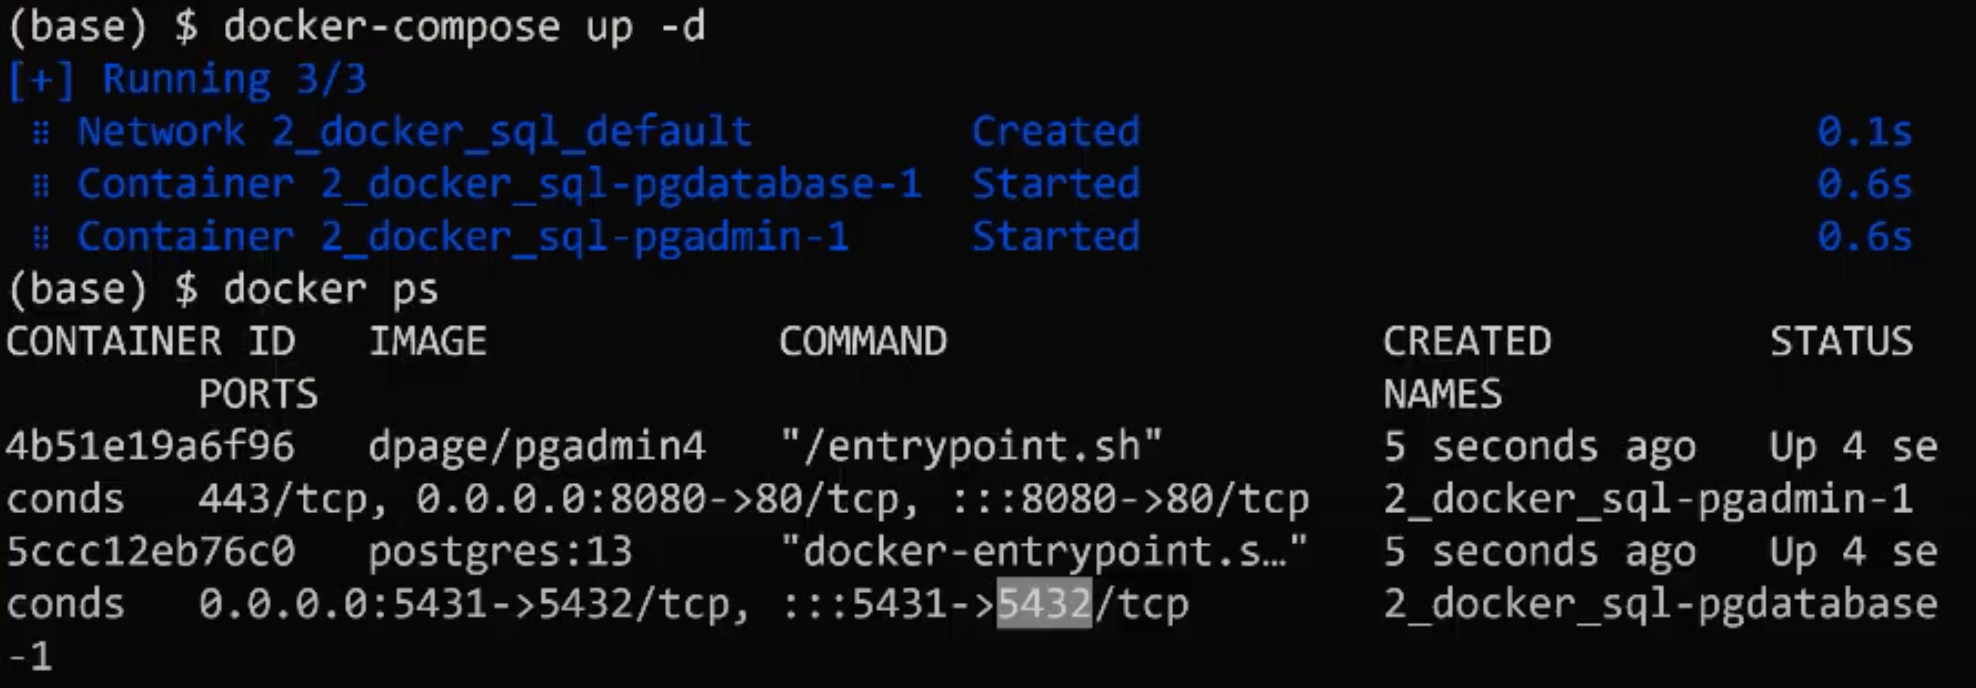 (base) $ docker-compose up -d
[+] Running 3/3
⠿ Network 2_docker_sql_default Created 0.1s
⠿ Container 2_docker_sql-pgdatabase-1 Started 0.6s
⠿ Container 2_docker_sql-pgadmin-1 Started 0.6s
(base) $ docker ps
CONTAINER ID IMAGE COMMAND CREATED STATUS
PORTS NAMES
4b51e19a6f96 dpage/pgadmin4 "/entrypoint.sh" 5 seconds ago Up 4 se
conds 443/tcp, 0.0.0.0:8080->80/tcp, :::8080->80/tcp 2_docker_sql-pgadmin-1
5ccc12eb76c0 postgres:13 "docker-entrypoint.s…" 5 seconds ago Up 4 se
conds 0.0.0.0:5431->5432/tcp, :::5431->5432/tcp 2_docker_sql-pgdatabase
-1